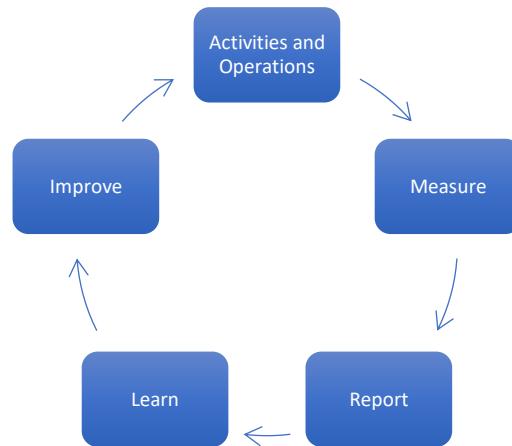 Activities and
Operations
Measure
Report
Learn
Improve